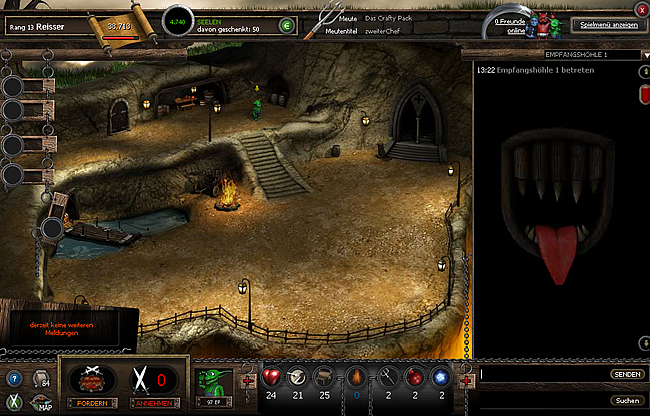 Rang 13 Reisser
33.713
4.740
SEELEN
davon geschenkt: 50
€
Meute Das Crafty Pack
Meutentitel zweiterChef
0 Freunde
online
Spielmenü anzeigen
X
EMPFANGSHÖHLE 1
13:22 Empfangshöhle 1 betreten
derzeit keine weiteren
Meldungen
?
84
MAP
FORDERN
0
ANNEHMEN
97 EP
24
21
25
0
2
2
2
SENDEN
Suchen